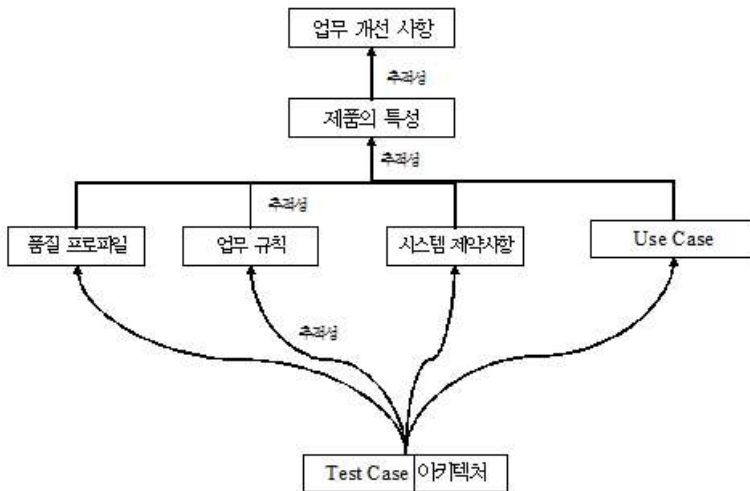 업무 개선 사항
추적성
제품의 특성
추적성
추적성
품질 프로파일
업무 규칙
시스템 제약사항
Use Case
추적성
Test Case 아키텍처